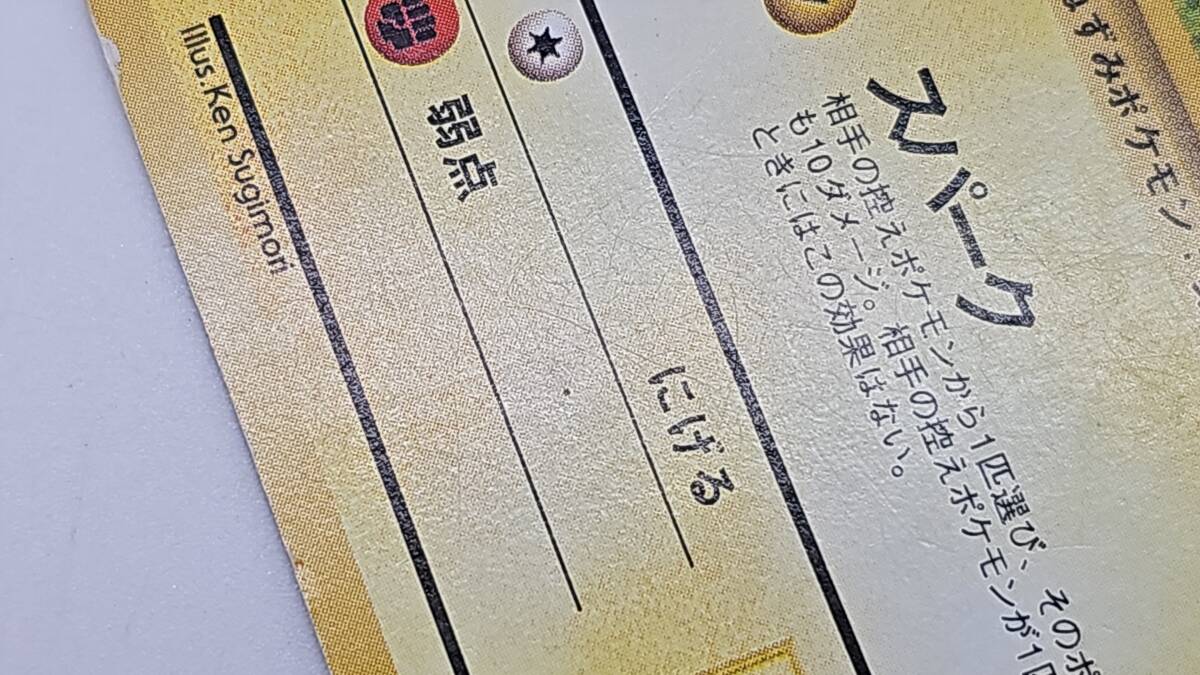 ねずみポケモン
スパーク
相手の控えポケモンから1匹選び、そのポ
も10ダメージ。相手の控えポケモンが1匹
ときにはこの効果はない。
にげる
弱点
Illus.Ken Sugimori